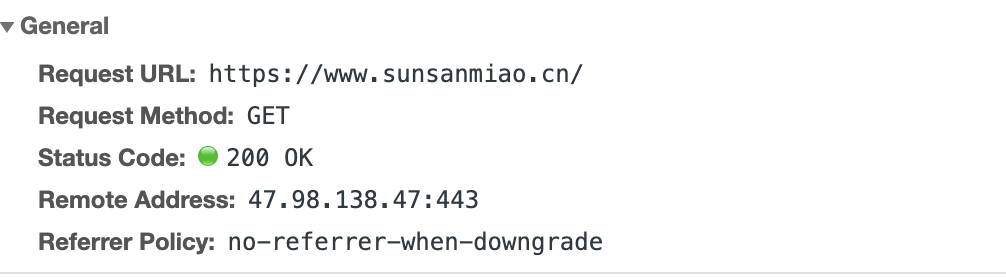 General
Request URL: https://www.sunsanmiao.cn/
Request Method: GET
Status Code: 200 OK
Remote Address: 47.98.138.47:443
Referrer Policy: no-referrer-when-downgrade